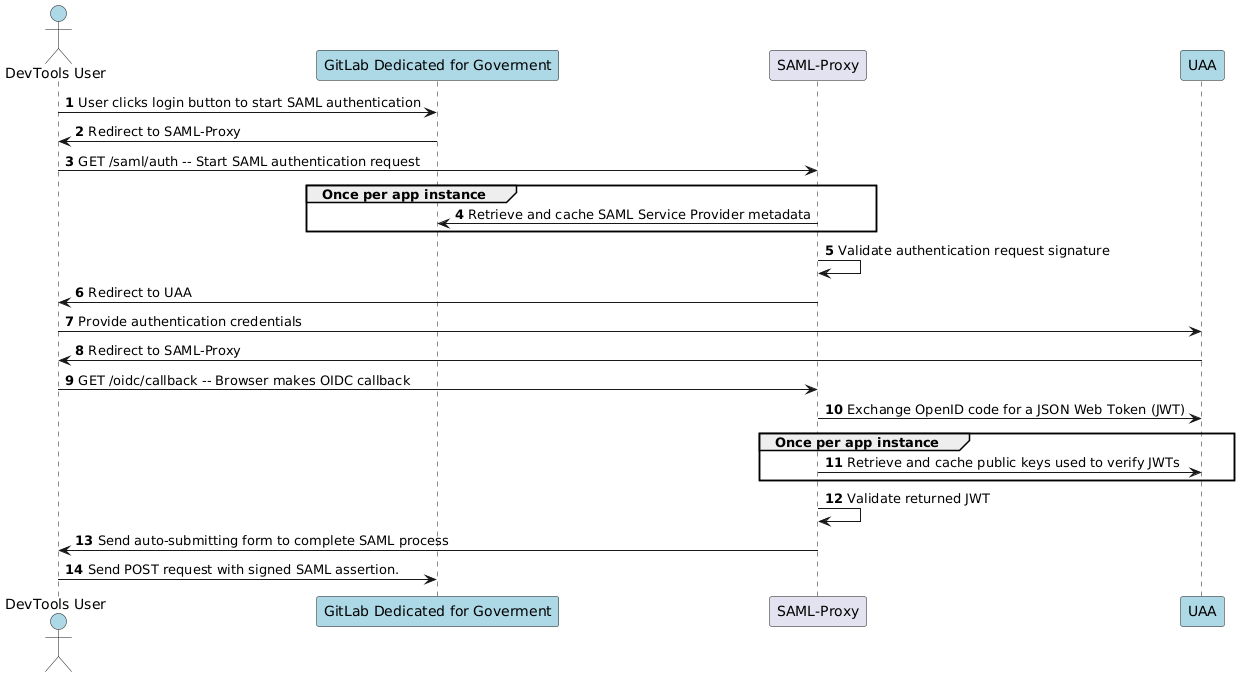 DevTools User
GitLab Dedicated for Goverment
SAML-Proxy
UAA
1 User clicks login button to start SAML authentication
2 Redirect to SAML-Proxy
3 GET /saml/auth -- Start SAML authentication request
Once per app instance
4 Retrieve and cache SAML Service Provider metadata
5 Validate authentication request signature
6 Redirect to UAA
7 Provide authentication credentials
8 Redirect to SAML-Proxy
9 GET /oidc/callback -- Browser makes OIDC callback
10 Exchange OpenID code for a JSON Web Token (JWT)
Once per app instance
11 Retrieve and cache public keys used to verify JWTs
12 Validate returned JWT
13 Send auto-submitting form to complete SAML process
14 Send POST request with signed SAML assertion.
DevTools User
GitLab Dedicated for Goverment
SAML-Proxy
UAA